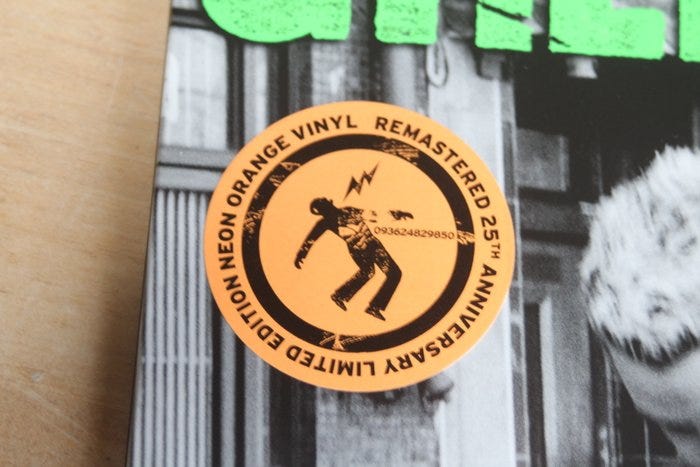 REMASTERED 25TH ANNIVERSARY LIMITED EDITION NEON ORANGE VINYL
093624829850